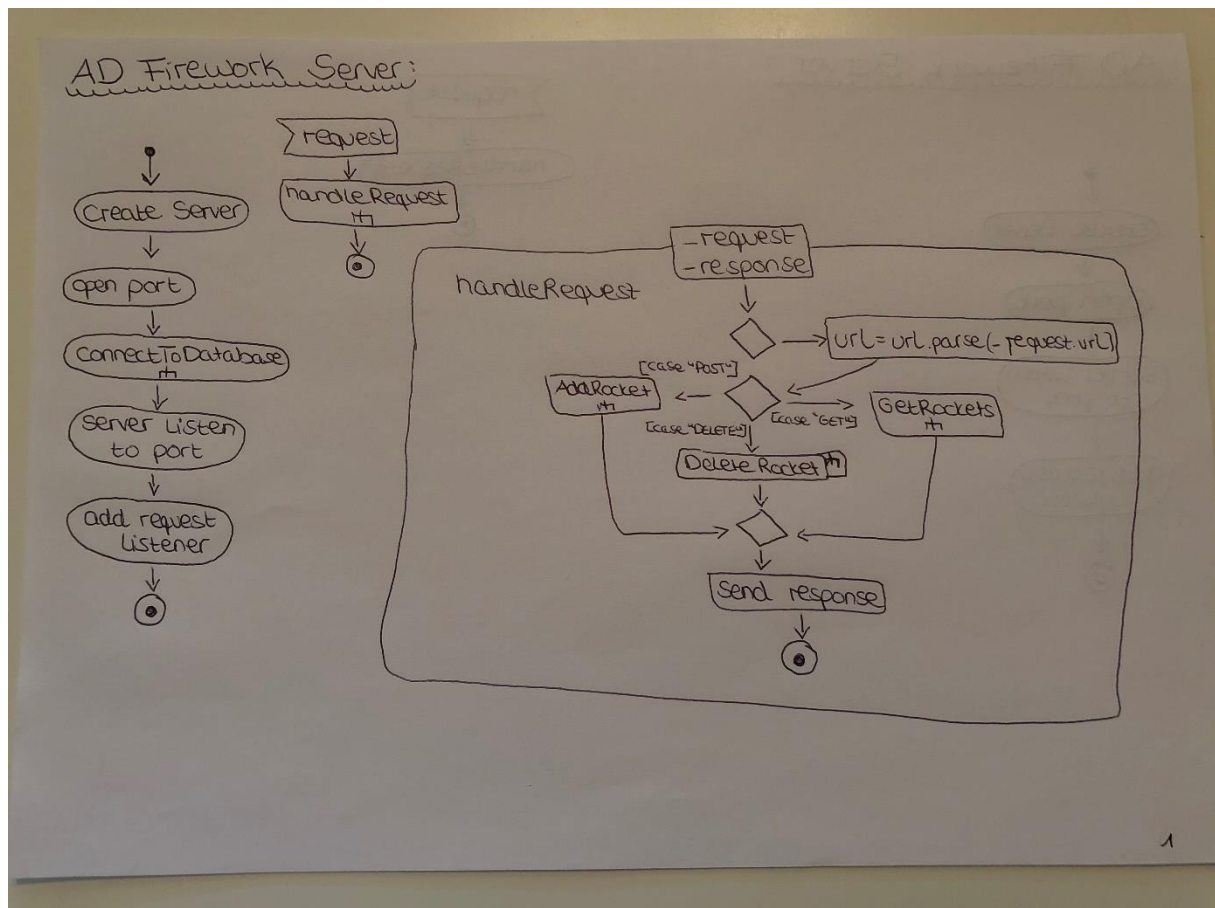 AD Firework Server:
Create Server
open port
connectToDatabase
Server Listen
to port
add request
Listener
request
handleRequest
handleRequest
_request
_response
url = url.parse(_request.url)
[case "POST"]
AddRocket
[case "DELETE"]
[case "GET"]
GetRockets
Delete Rocket
Send response
1